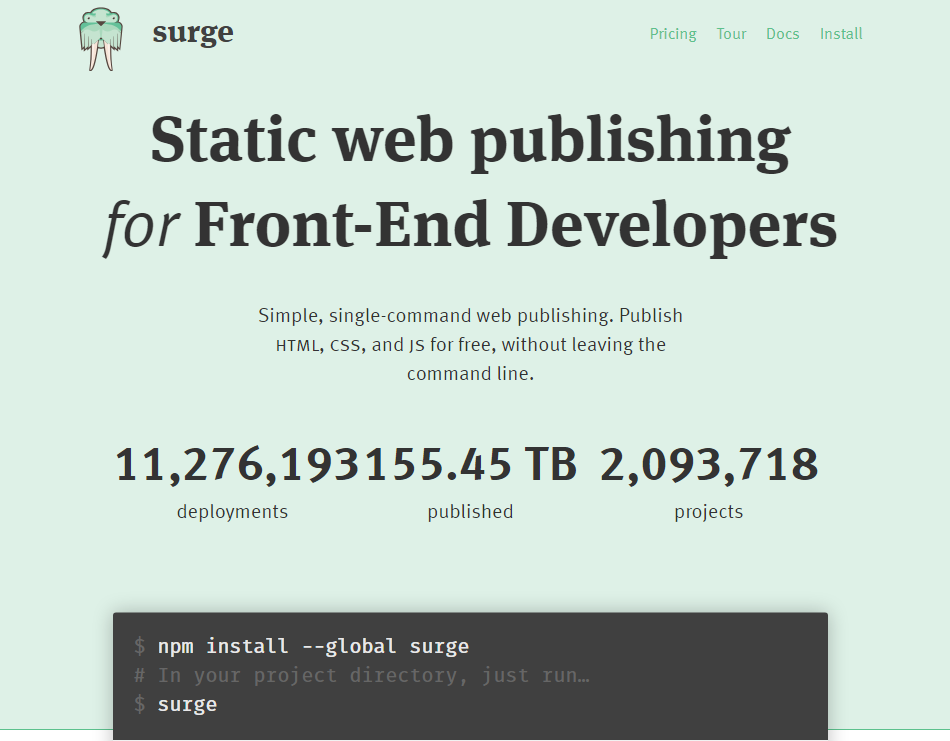 surge
Pricing Tour Docs Install
Static web publishing
for Front-End Developers
Simple, single-command web publishing. Publish
HTML, CSS, and JS for free, without leaving the
command line.
11,276,193 155.45 TB 2,093,718
deployments published projects
$ npm install --global surge
# In your project directory, just run…
$ surge